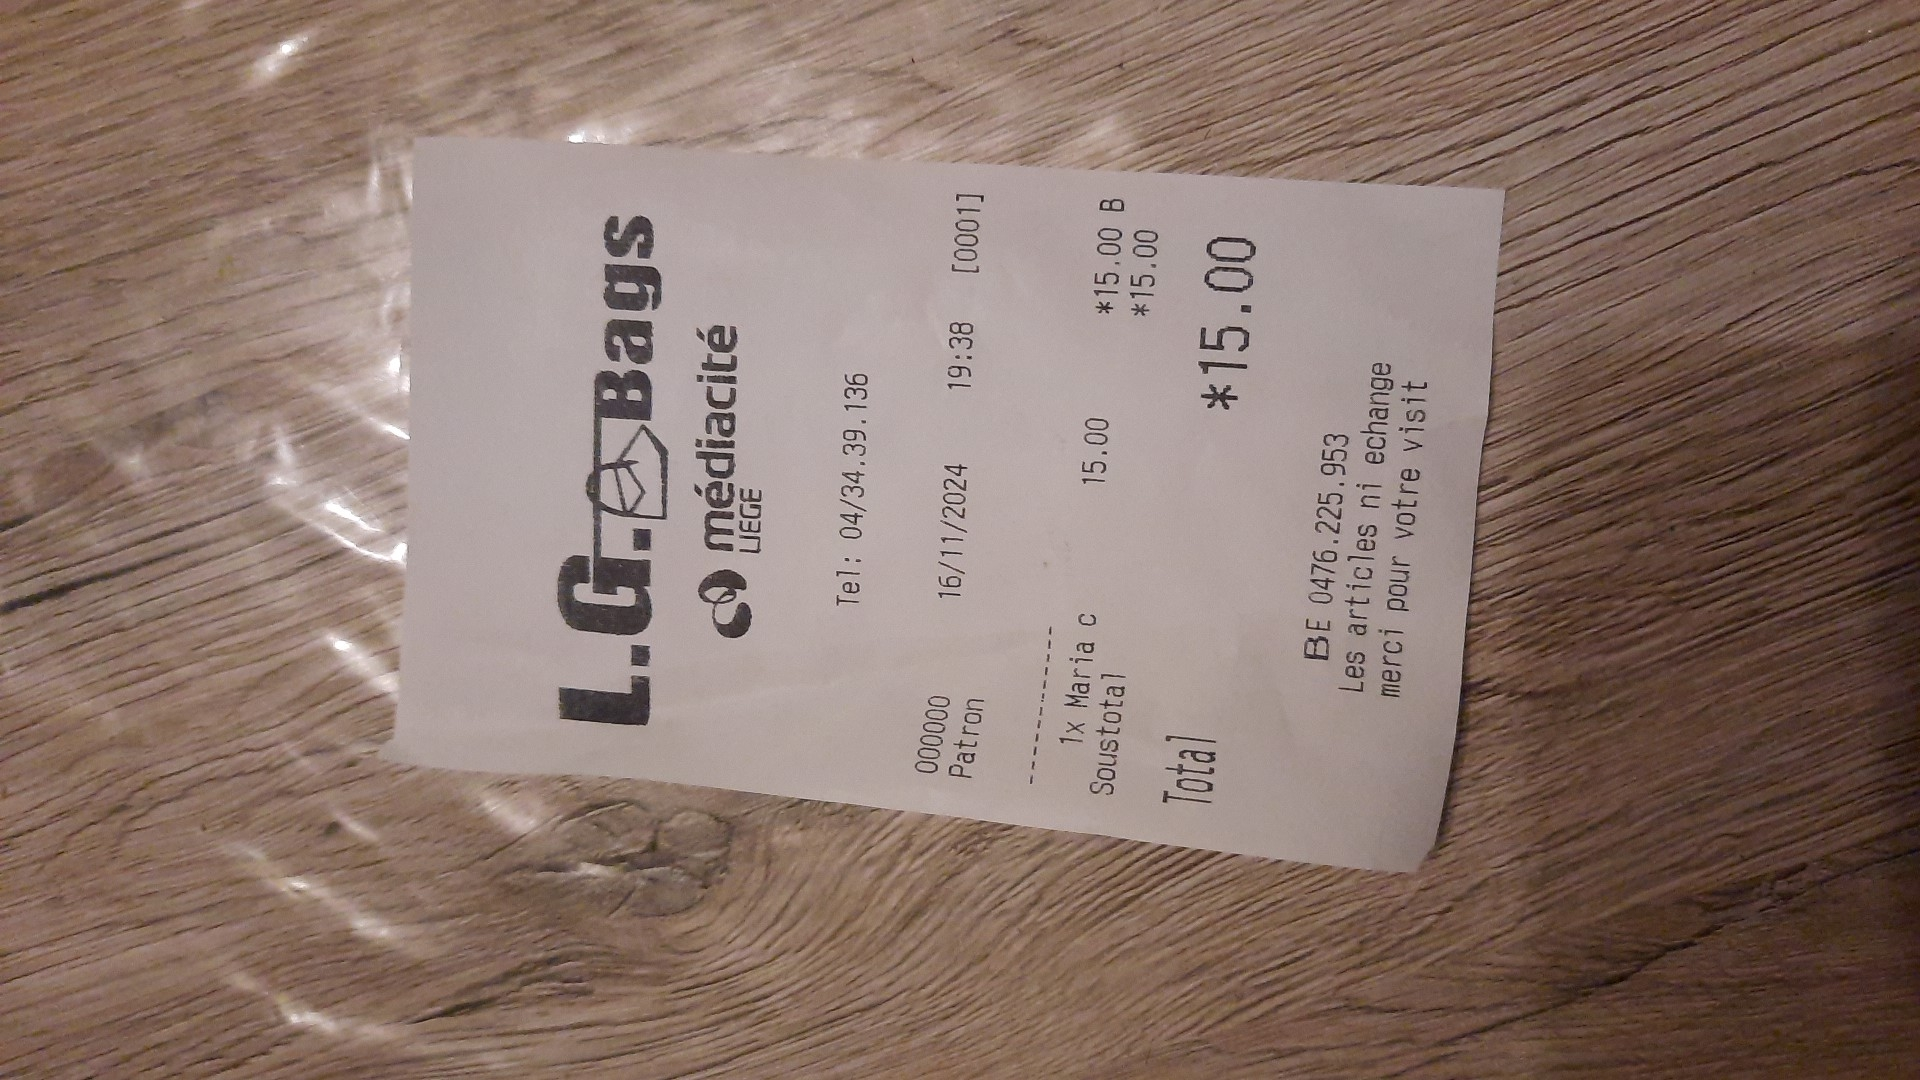 L.G. Bags
médiacité
LIEGE
Tel: 04/34.39.136
000000
Patron 16/11/2024 19:38 [0001]
------------
1x Maria c 15.00 *15.00 B
Soustotal *15.00
Total *15.00
BE 0476.225.953
Les articles ni echange
merci pour votre visit